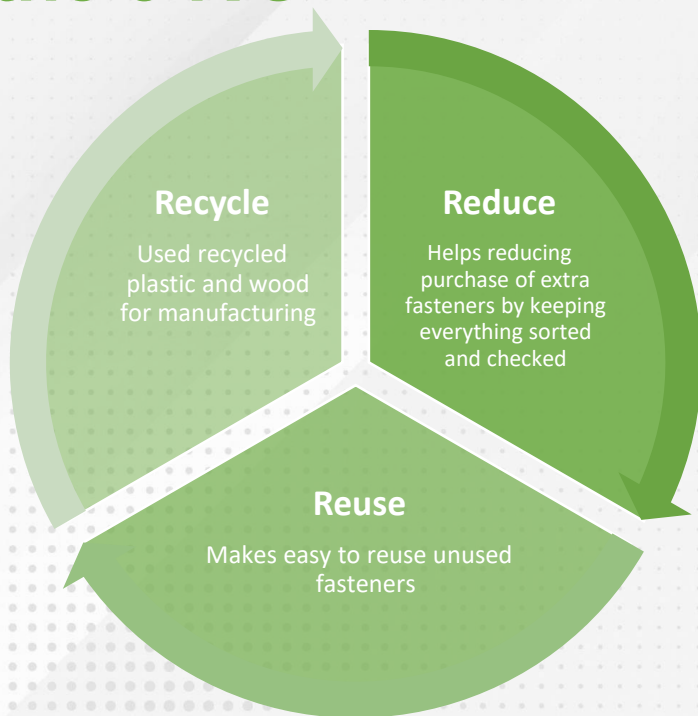 Recycle
Used recycled
plastic and wood
for manufacturing
Reduce
Helps reducing
purchase of extra
fasteners by keeping
everything sorted
and checked
Reuse
Makes easy to reuse unused
fasteners